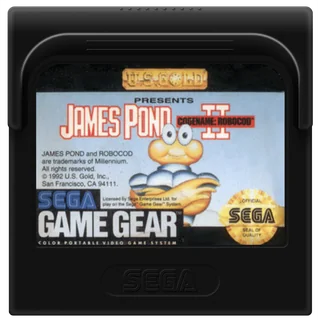 U.S. GOLD
PRESENTS
JAMES POND II
CODENAME: ROBOCOD
JAMES POND and ROBOCOD
are trademarks of Millennium.
All rights reserved.
© 1992 U.S. Gold, Inc.,
San Francisco, CA 94111.
Licensed by Sega Enterprises Ltd. for
play on the Sega™ Game Gear™ System.
SEGA
GAME GEAR™
COLOR PORTABLE VIDEO GAME SYSTEM
OFFICIAL
SEGA
SEAL OF
QUALITY
SEGA